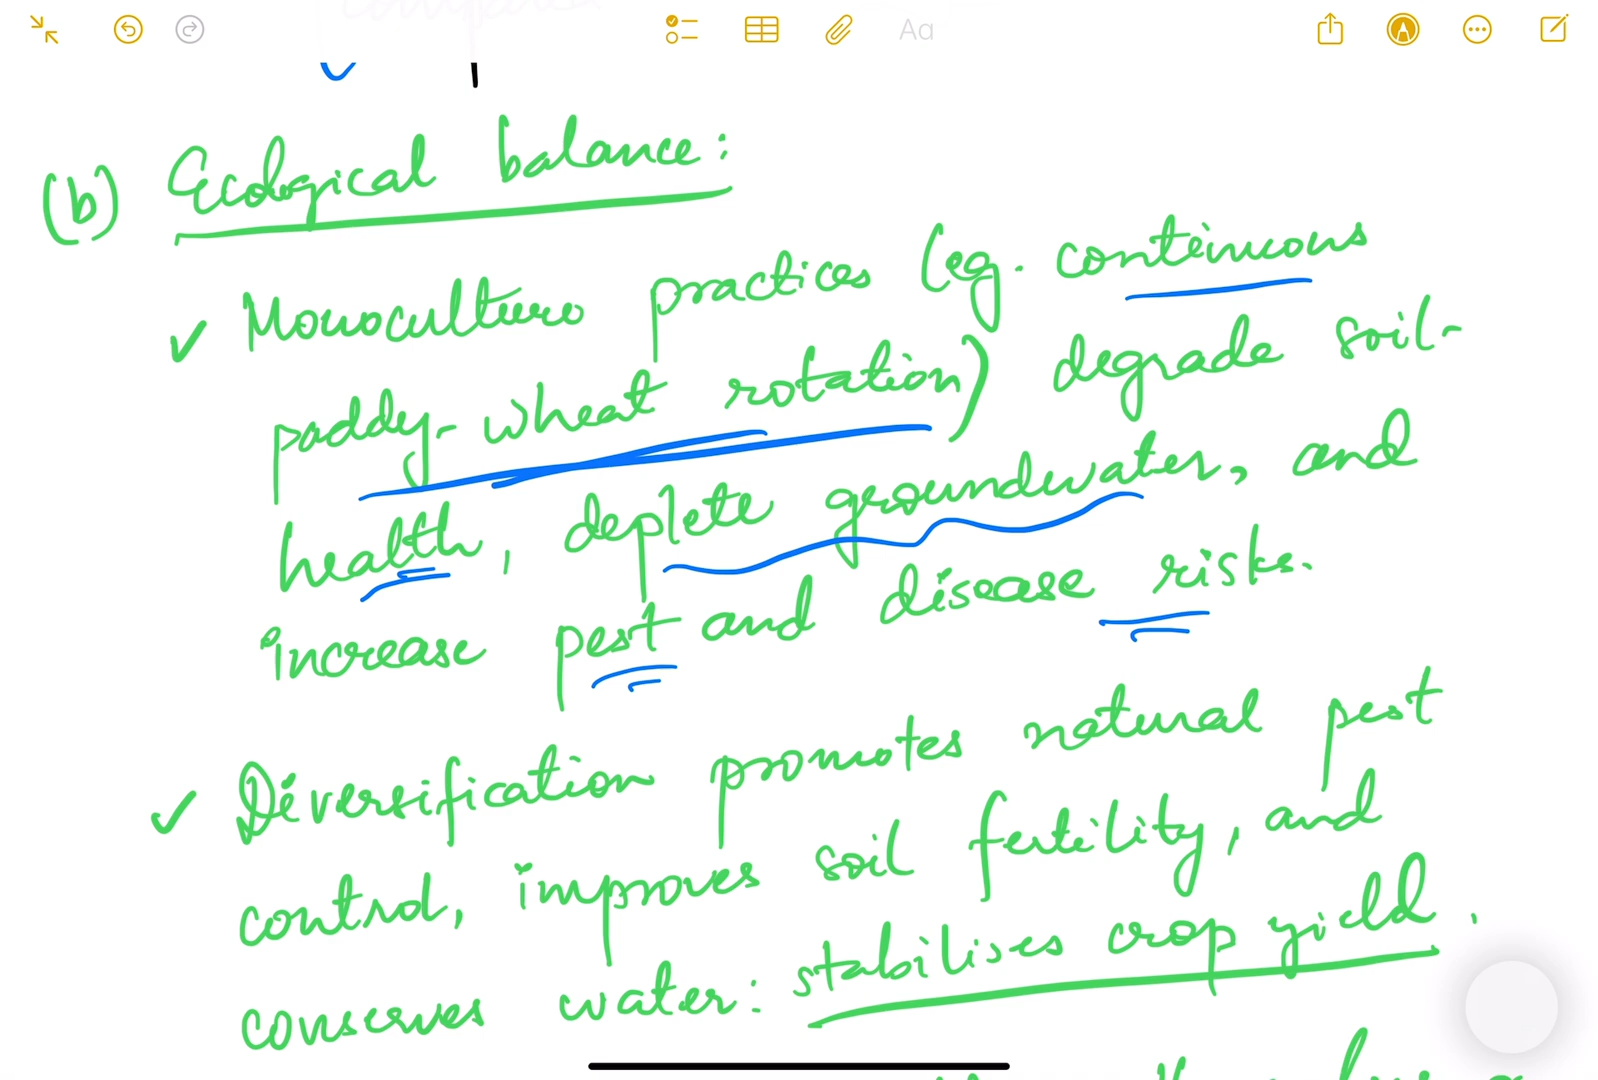 Aa
(b) Ecological balance:
✓ Monoculture practices (eg. continuous
paddy-wheat rotation) degrade soil-
health, deplete groundwater, and
increase pest and disease risks.
✓ Diversification promotes natural pest
control, improves soil fertility, and
conserves water: stabilises crop yield.